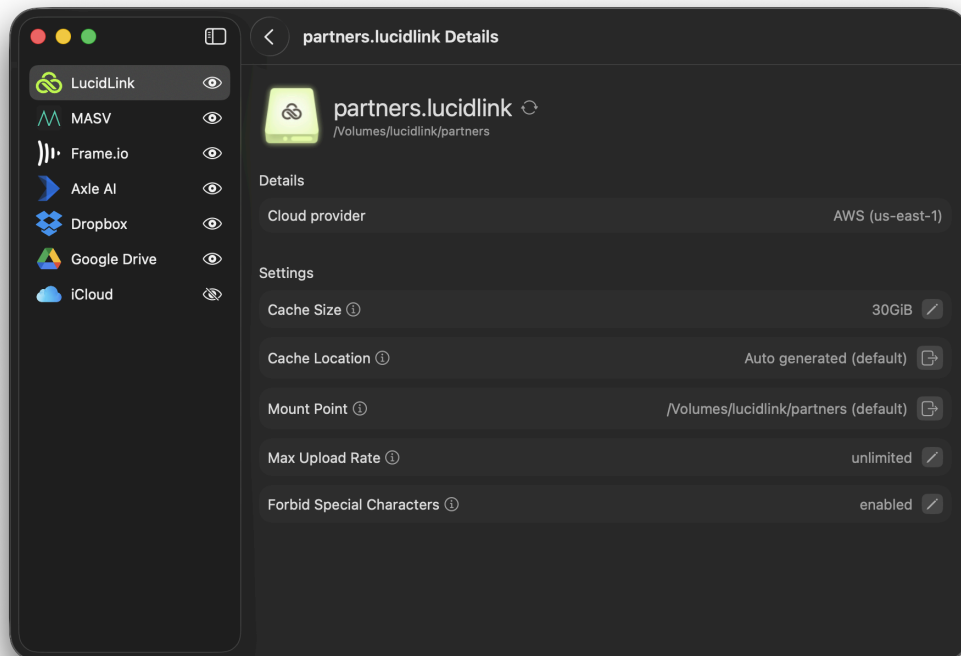 partners.lucidlink Details
LucidLink
MASV
Frame.io
Axle AI
Dropbox
Google Drive
iCloud
partners.lucidlink
/Volumes/lucidlink/partners
Details
Cloud provider AWS (us-east-1)
Settings
Cache Size 30GiB
Cache Location Auto generated (default)
Mount Point /Volumes/lucidlink/partners (default)
Max Upload Rate unlimited
Forbid Special Characters enabled